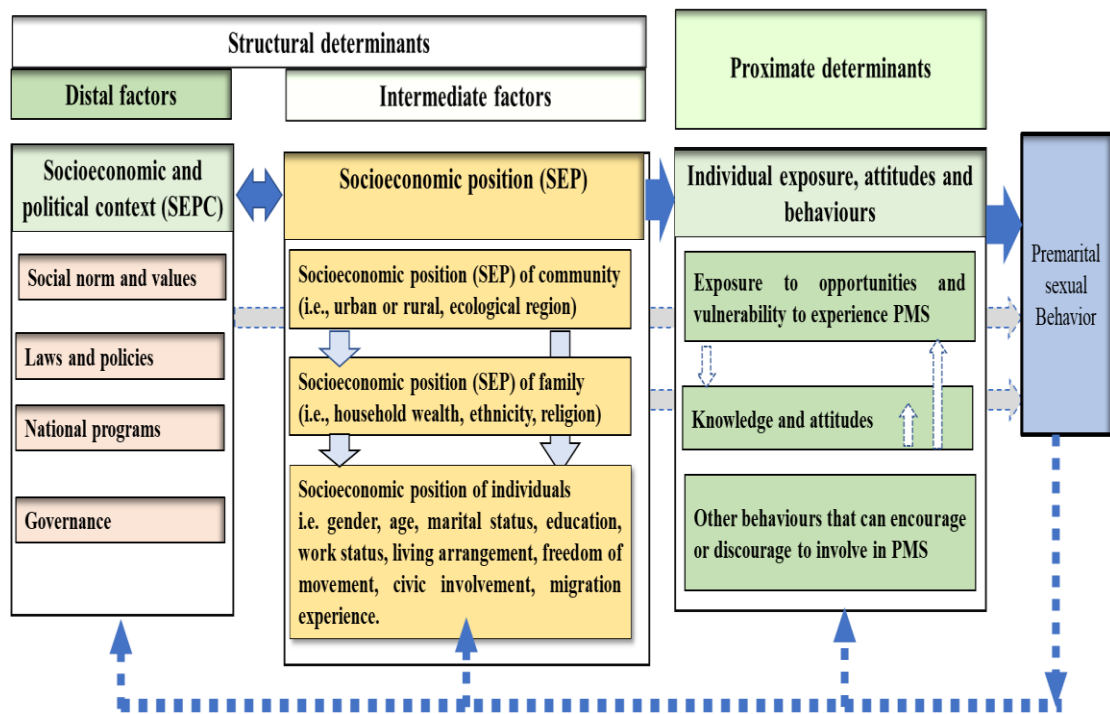 Structural determinants
Proximate determinants
Distal factors
Intermediate factors
Socioeconomic and
political context (SEPC)
Social norm and values
Laws and policies
National programs
Governance
Socioeconomic position (SEP)
Socioeconomic position (SEP) of community
(i.e., urban or rural, ecological region)
Socioeconomic position (SEP) of family
(i.e., household wealth, ethnicity, religion)
Socioeconomic position of individuals
i.e. gender, age, marital status, education,
work status, living arrangement, freedom of
movement, civic involvement, migration
experience.
Individual exposure, attitudes and
behaviours
Exposure to opportunities and
vulnerability to experience PMS
Knowledge and attitudes
Other behaviours that can encourage
or discourage to involve in PMS
Premarital
sexual
Behavior